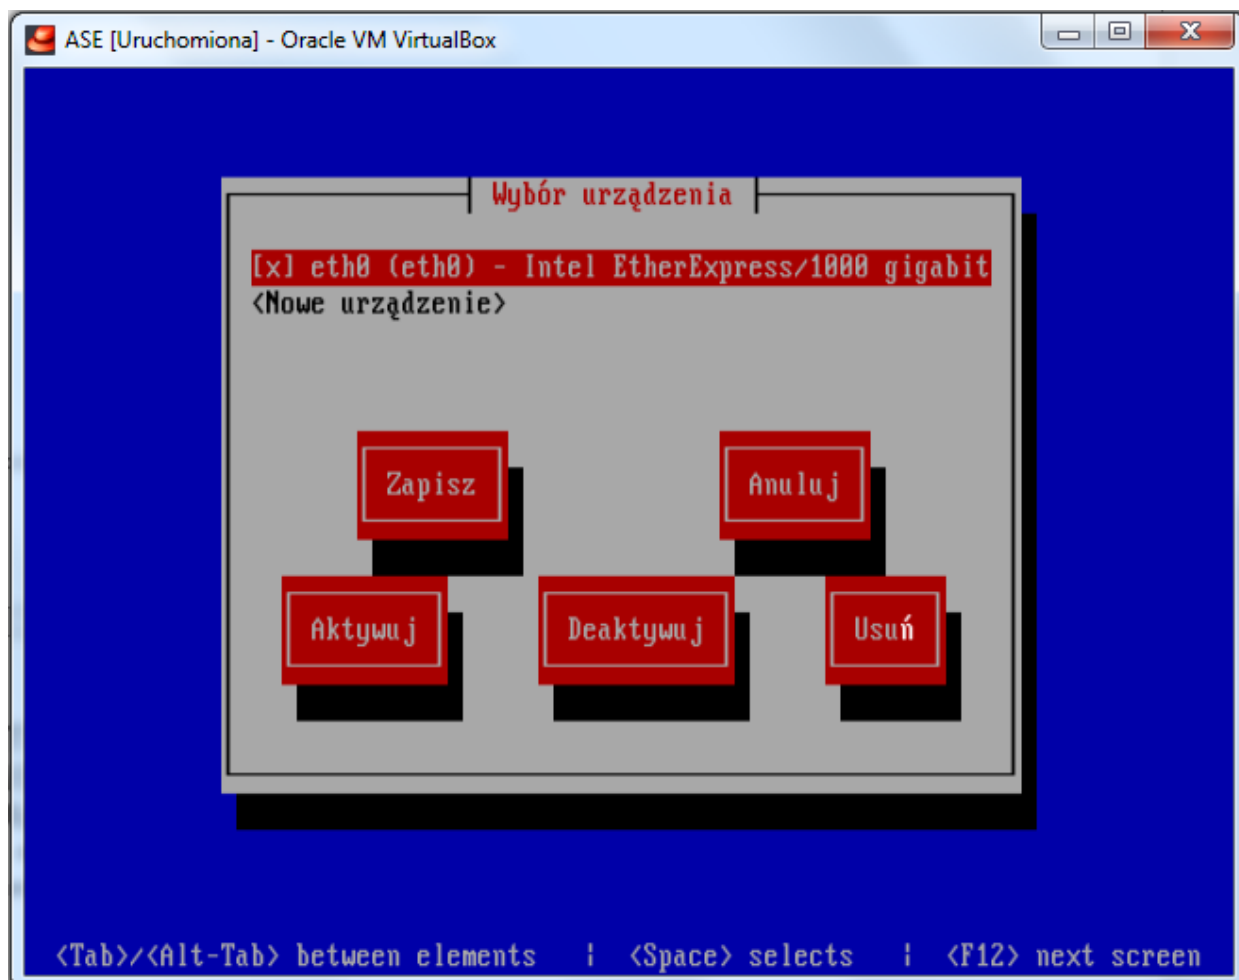 ASE [Uruchomiona] - Oracle VM VirtualBox
Wybór urządzenia
[x] eth0 (eth0) - Intel EtherExpress/1000 gigabit
<Nowe urządzenie>
Zapisz Anuluj
Aktywuj Deaktywuj Usuń
<Tab>/<Alt-Tab> between elements ¦ <Space> selects ¦ <F12> next screen